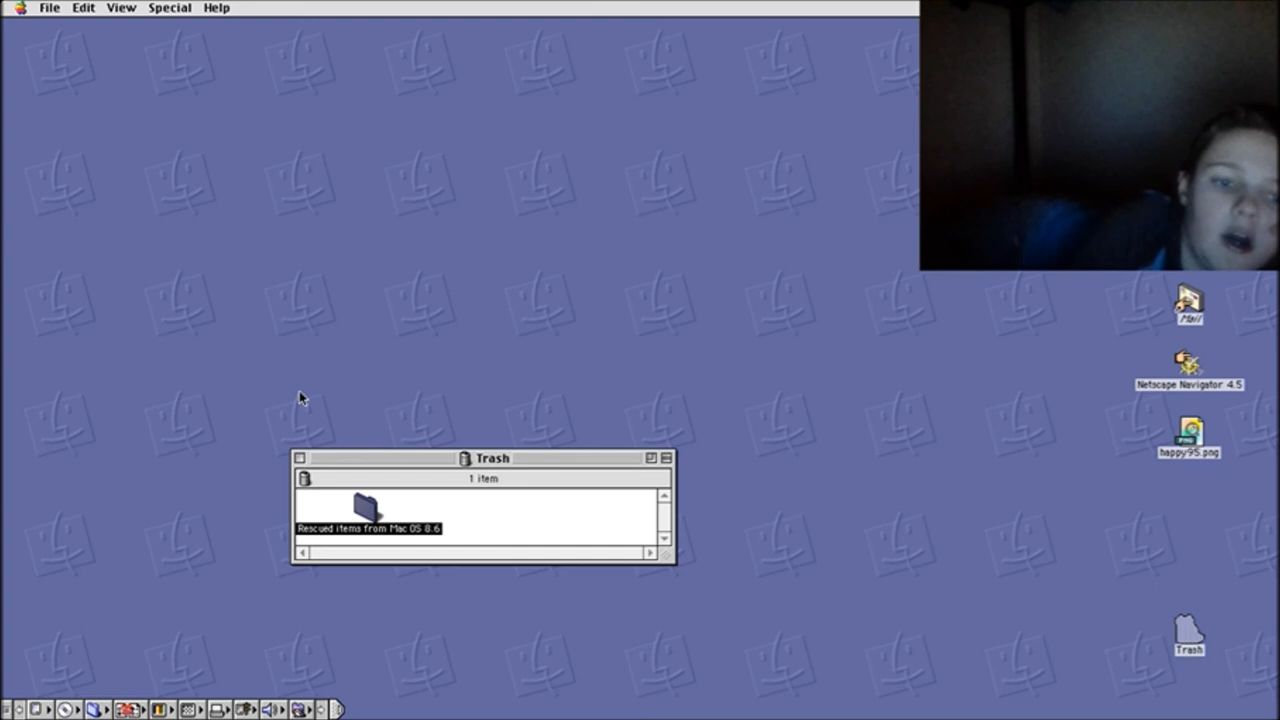 File Edit View Special Help
Mail
Netscape Navigator 4.5
PNG
happy95.png
Trash
1 item
Rescued items from Mac OS 8.6
Trash